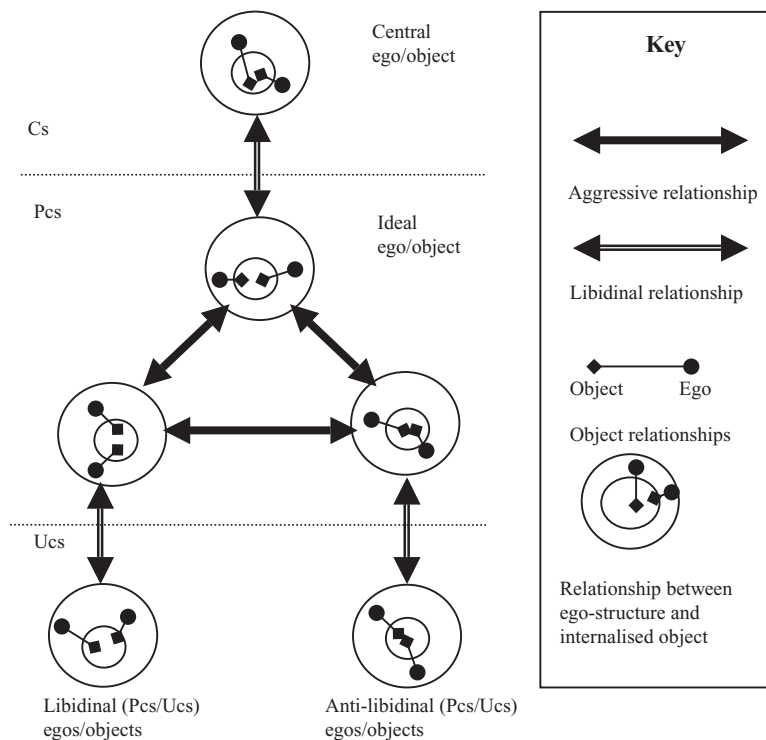 Central
ego/object
Cs
Pcs
Ideal
ego/object
Ucs
Libidinal (Pcs/Ucs)
egos/objects
Anti-libidinal (Pcs/Ucs)
egos/objects
Key
Aggressive relationship
Libidinal relationship
Object Ego
Object relationships
Relationship between
ego-structure and
internalised object